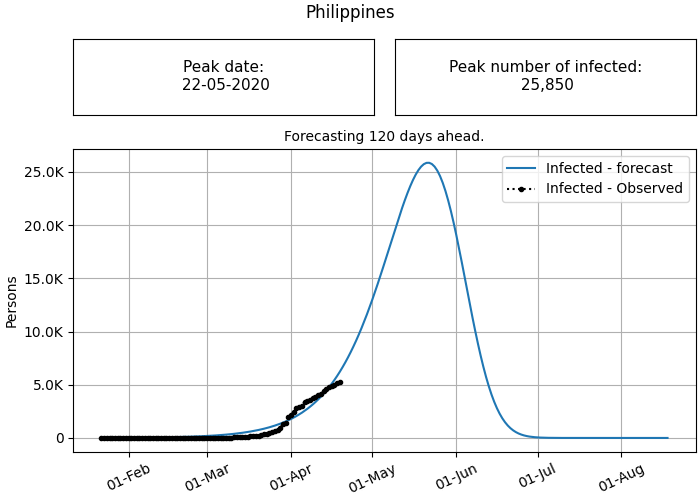 Philippines
Peak date:
22-05-2020
Peak number of infected:
25,850
Forecasting 120 days ahead.
Infected - forecast
Infected - Observed
Persons
25.0K
20.0K
15.0K
10.0K
5.0K
0
01-Feb
01-Mar
01-Apr
01-May
01-Jun
01-Jul
01-Aug